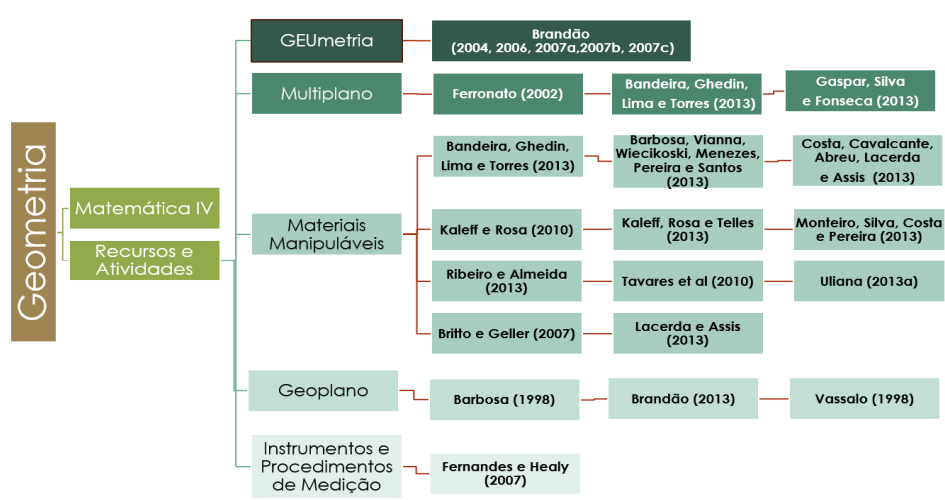 Geometria
Matemática IV
Recursos e
Atividades
GEUmetria
Brandão
(2004, 2006, 2007a,2007b, 2007c)
Multiplano
Ferronato (2002)
Bandeira, Ghedin,
Lima e Torres (2013)
Gaspar, Silva
e Fonseca (2013)
Materiais
Manipuláveis
Bandeira, Ghedin,
Lima e Torres (2013)
Barbosa, Vianna,
Wiecikoski, Menezes,
Pereira e Santos
(2013)
Costa, Cavalcante,
Abreu, Lacerda
e Assis (2013)
Kaleff e Rosa (2010)
Kaleff, Rosa e Telles
(2013)
Monteiro, Silva, Costa
e Pereira (2013)
Ribeiro e Almeida
(2013)
Tavares et al (2010)
Uliana (2013a)
Britto e Geller (2007)
Lacerda e Assis
(2013)
Geoplano
Barbosa (1998)
Brandão (2013)
Vassalo (1998)
Instrumentos e
Procedimentos
de Medição
Fernandes e Healy
(2007)